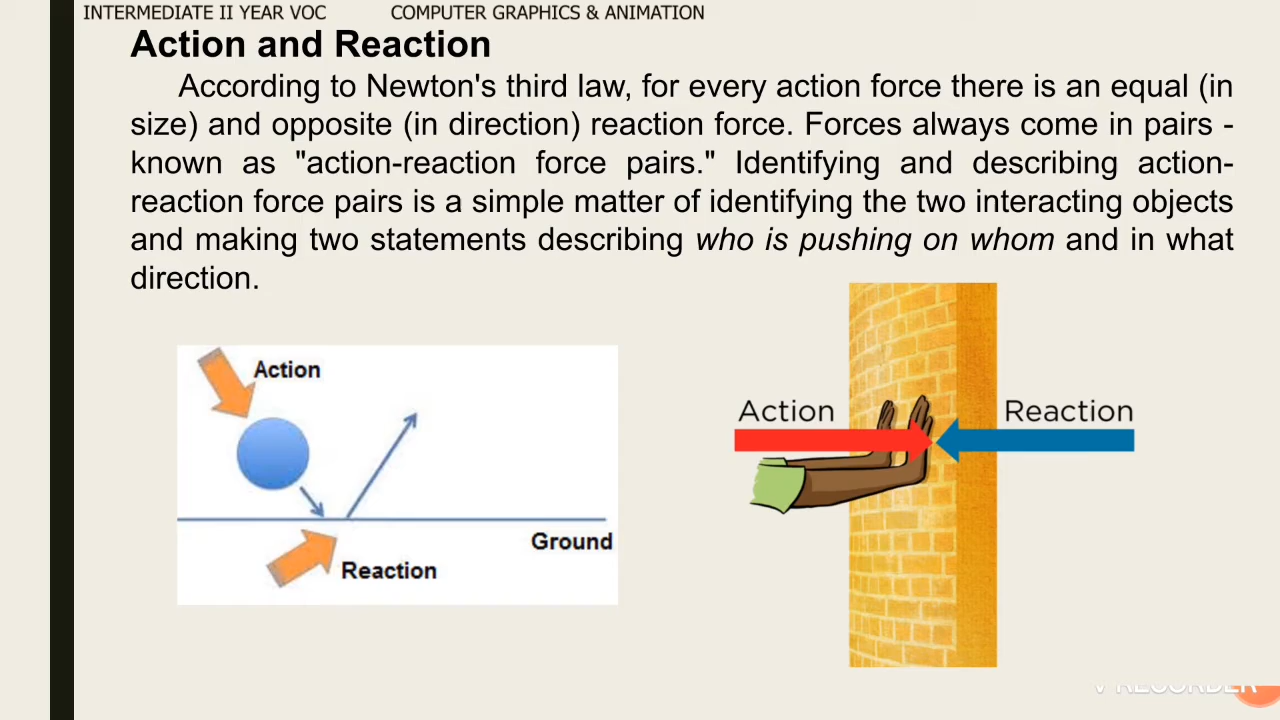 INTERMEDIATE II YEAR VOC COMPUTER GRAPHICS & ANIMATION
Action and Reaction
According to Newton's third law, for every action force there is an equal (in
size) and opposite (in direction) reaction force. Forces always come in pairs -
known as "action-reaction force pairs." Identifying and describing action-
reaction force pairs is a simple matter of identifying the two interacting objects
and making two statements describing who is pushing on whom and in what
direction.
Action
Ground
Reaction
Action
Reaction
V RECORDER